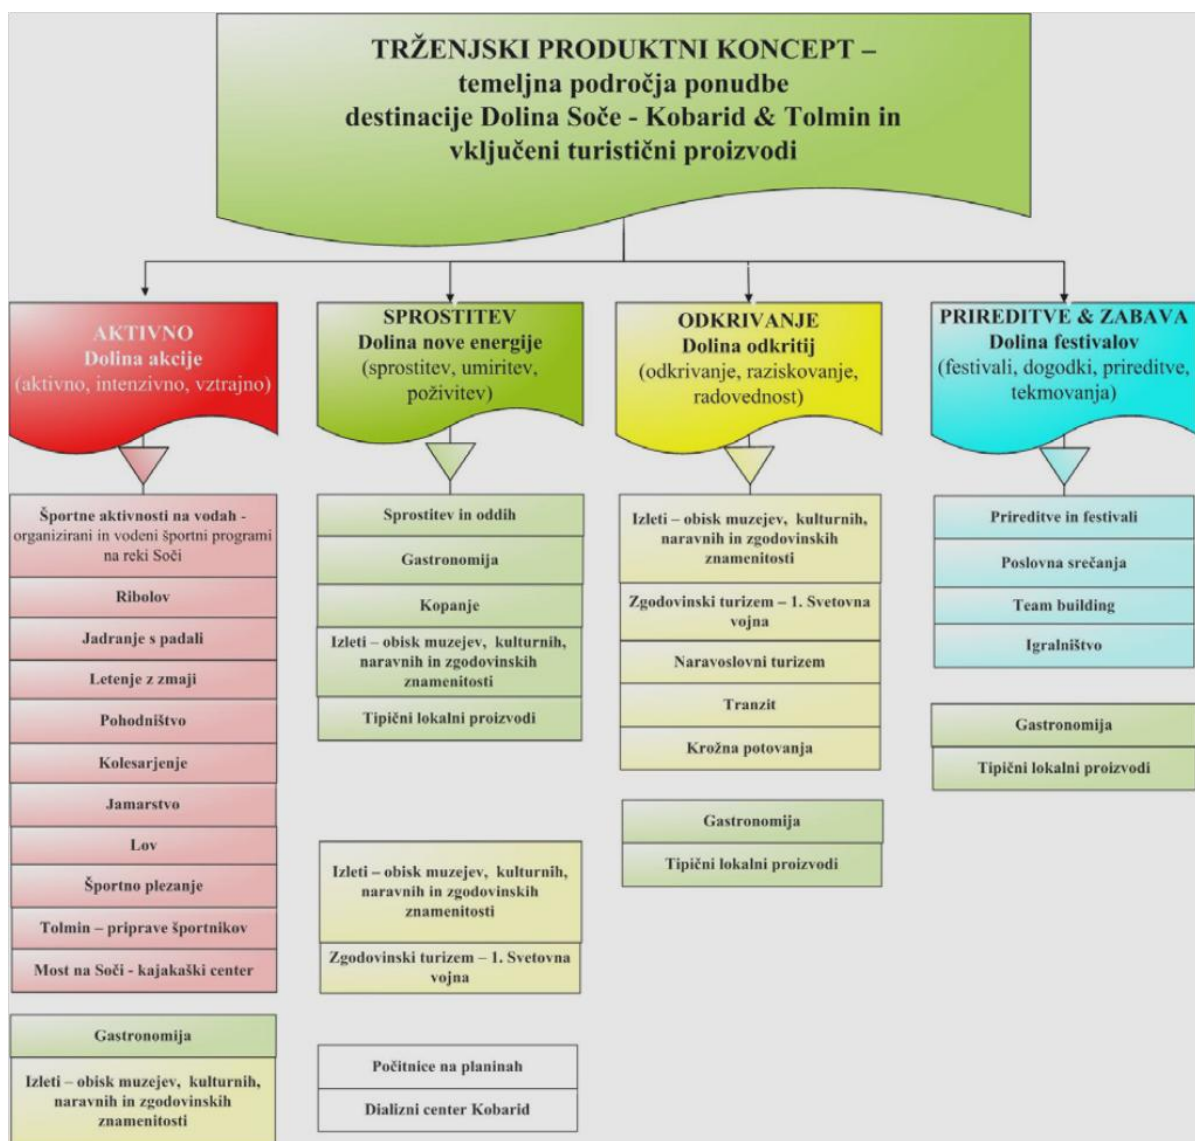 TRŽENJSKI PRODUKTNI KONCEPT –
temeljna področja ponudbe
destinacije Dolina Soče - Kobarid & Tolmin in
vključeni turistični proizvodi
AKTIVNO
Dolina akcije
(aktivno, intenzivno, vztrajno)
Športne aktivnosti na vodah -
organizirani in vodeni športni programi
na reki Soči
Ribolov
Jadranje s padali
Letenje z zmaji
Pohodništvo
Kolesarjenje
Jamarstvo
Lov
Športno plezanje
Tolmin – priprave športnikov
Most na Soči - kajakaški center
Gastronomija
Izleti – obisk muzejev, kulturnih,
naravnih in zgodovinskih
znamenitosti
SPROSTITEV
Dolina nove energije
(sprostitev, umiritev,
poživitev)
Sprostitev in oddih
Gastronomija
Kopanje
Izleti – obisk muzejev, kulturnih,
naravnih in zgodovinskih
znamenitosti
Tipični lokalni proizvodi
Izleti – obisk muzejev, kulturnih,
naravnih in zgodovinskih
znamenitosti
Zgodovinski turizem – 1. Svetovna
vojna
Počitnice na planinah
Dializni center Kobarid
ODKRIVANJE
Dolina odkritij
(odkrivanje, raziskovanje,
radovednost)
Izleti – obisk muzejev, kulturnih,
naravnih in zgodovinskih
znamenitosti
Zgodovinski turizem – 1. Svetovna
vojna
Naravoslovni turizem
Tranzit
Krožna potovanja
Gastronomija
Tipični lokalni proizvodi
PRIREDITVE & ZABAVA
Dolina festivalov
(festivali, dogodki, prireditve,
tekmovanja)
Prireditve in festivali
Poslovna srečanja
Team building
Igralništvo
Gastronomija
Tipični lokalni proizvodi